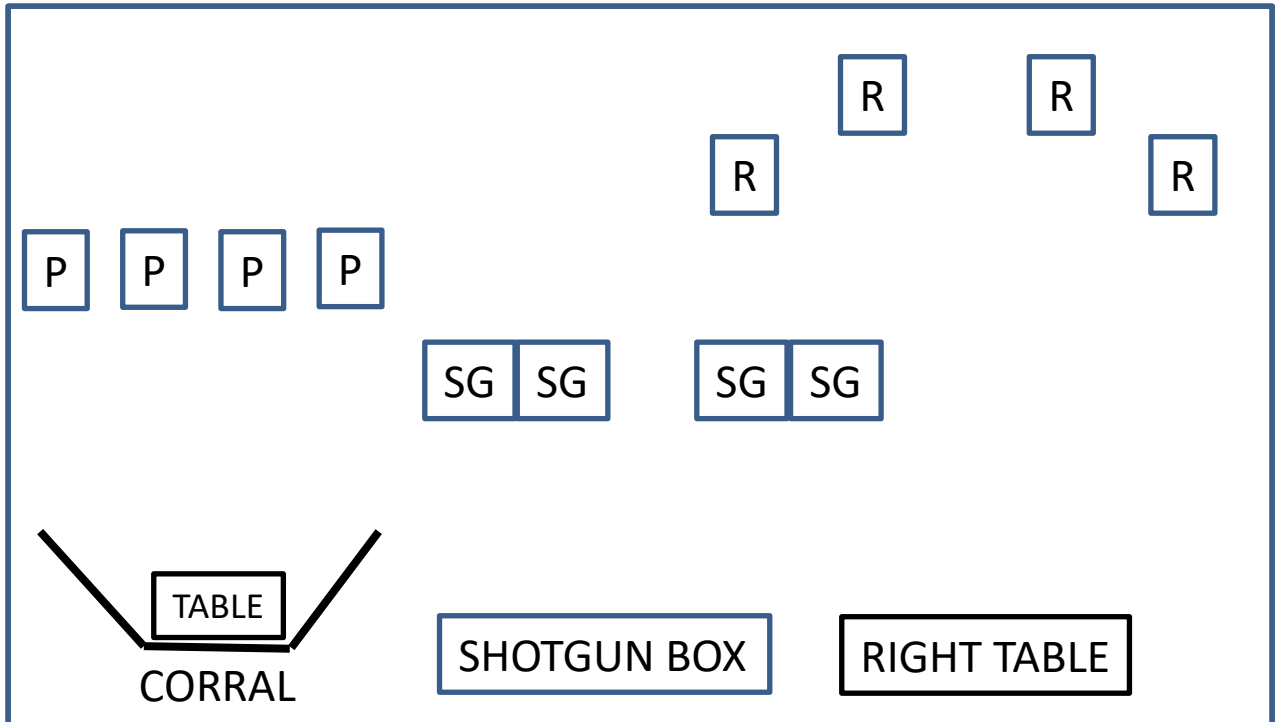 R R
R R
P P P P
SG SG SG SG
TABLE
SHOTGUN BOX RIGHT TABLE
CORRAL